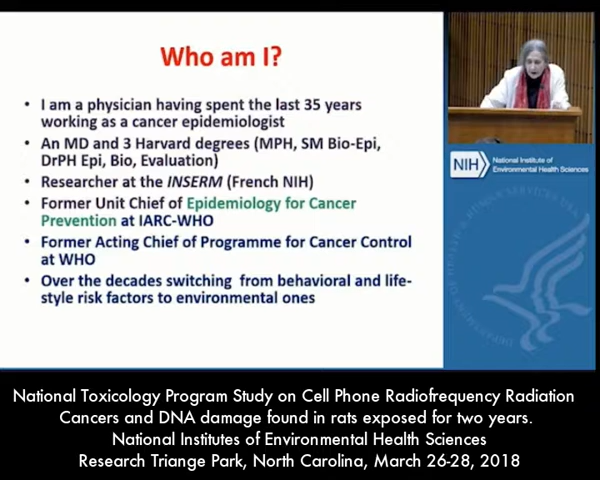 Who am I?
• I am a physician having spent the last 35 years
working as a cancer epidemiologist
• An MD and 3 Harvard degrees (MPH, SM Bio-Epi,
DrPH Epi, Bio, Evaluation)
• Researcher at the INSERM (French NIH)
• Former Unit Chief of Epidemiology for Cancer
Prevention at IARC-WHO
• Former Acting Chief of Programme for Cancer Control
at WHO
• Over the decades switching from behavioral and life-
style risk factors to environmental ones
NIH
National Institute of
Environmental Health Sciences
National Toxicology Program Study on Cell Phone Radiofrequency Radiation
Cancers and DNA damage found in rats exposed for two years.
National Institutes of Environmental Health Sciences
Research Triange Park, North Carolina, March 26-28, 2018